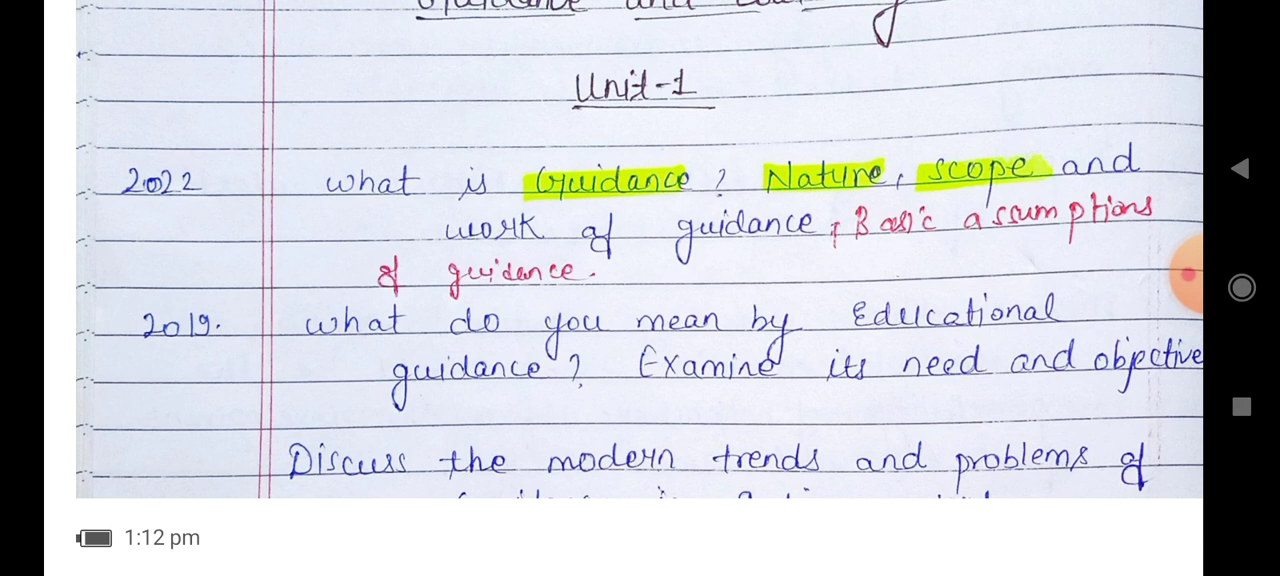 Guidance and
Unit-1
2022 What is Guidance? Nature, scope and
work of guidance, Basic assumptions
of guidance.
2019. What do you mean by Educational
guidance? Examine its need and objective
Discuss the modern trends and problems of
1:12 pm